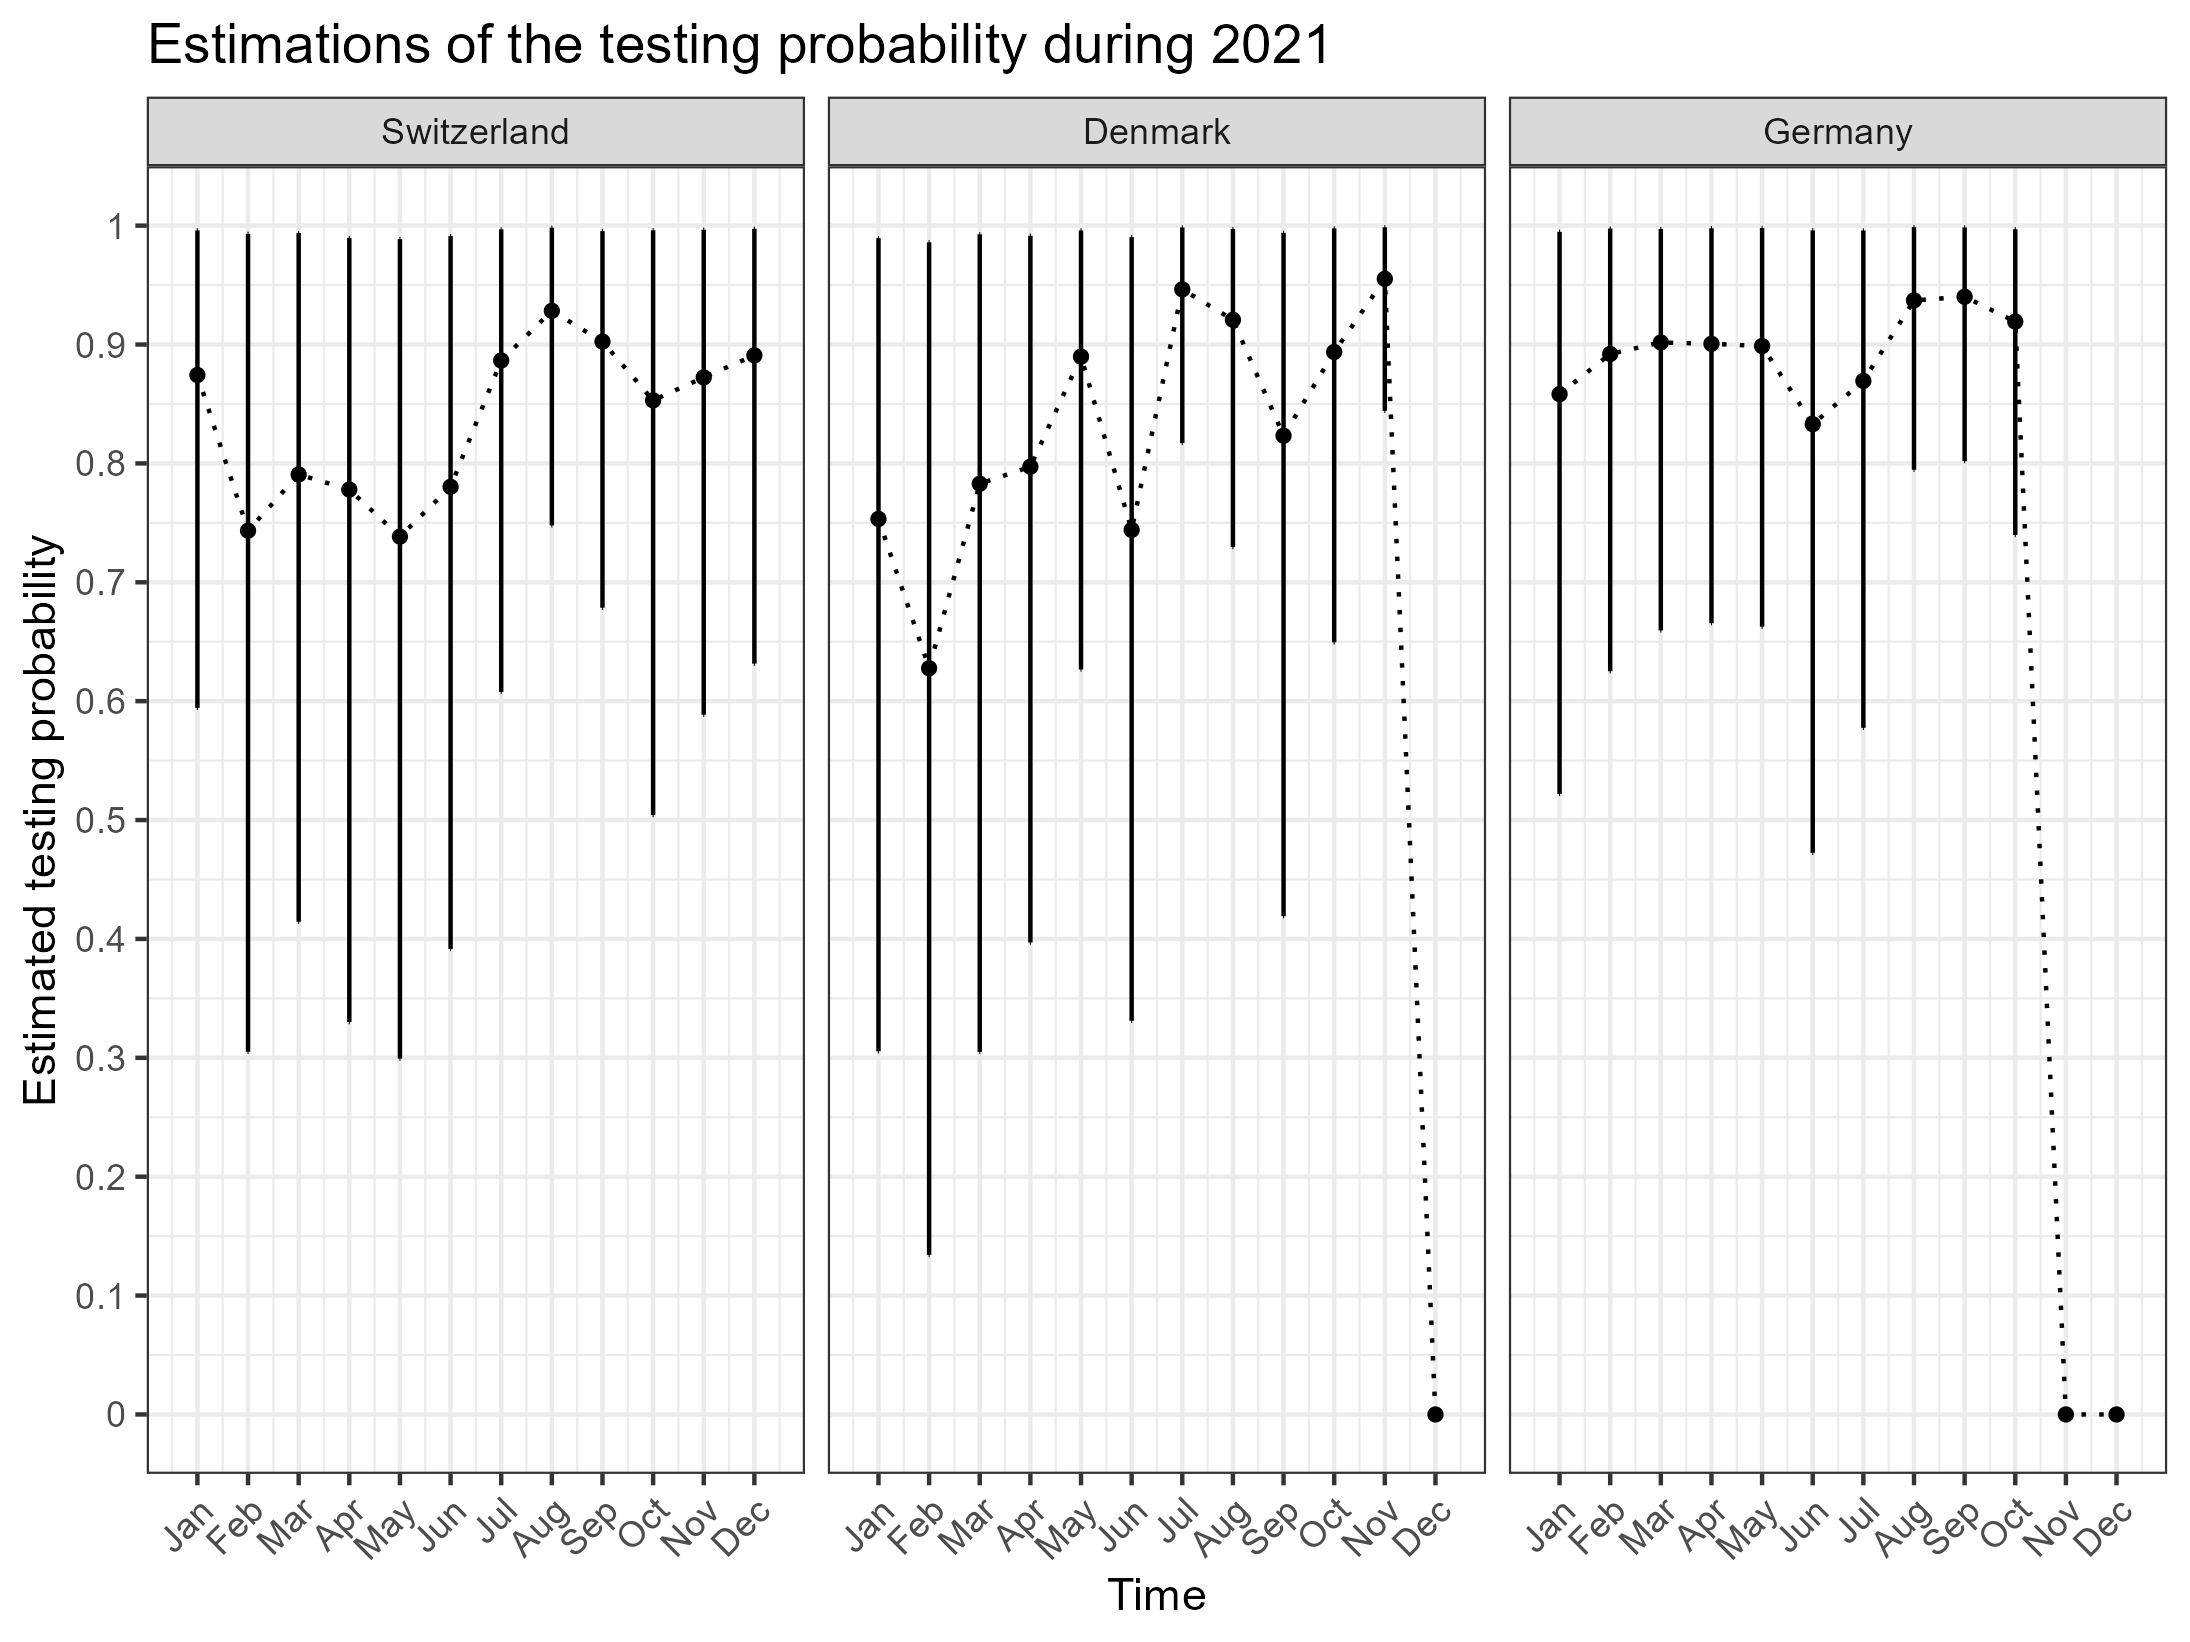 Estimations of the testing probability during 2021
Switzerland
Denmark
Germany
Estimated testing probability
1
0.9
0.8
0.7
0.6
0.5
0.4
0.3
0.2
0.1
0
Jan Feb Mar Apr May Jun Jul Aug Sep Oct Nov Dec
Jan Feb Mar Apr May Jun Jul Aug Sep Oct Nov Dec
Jan Feb Mar Apr May Jun Jul Aug Sep Oct Nov Dec
Time